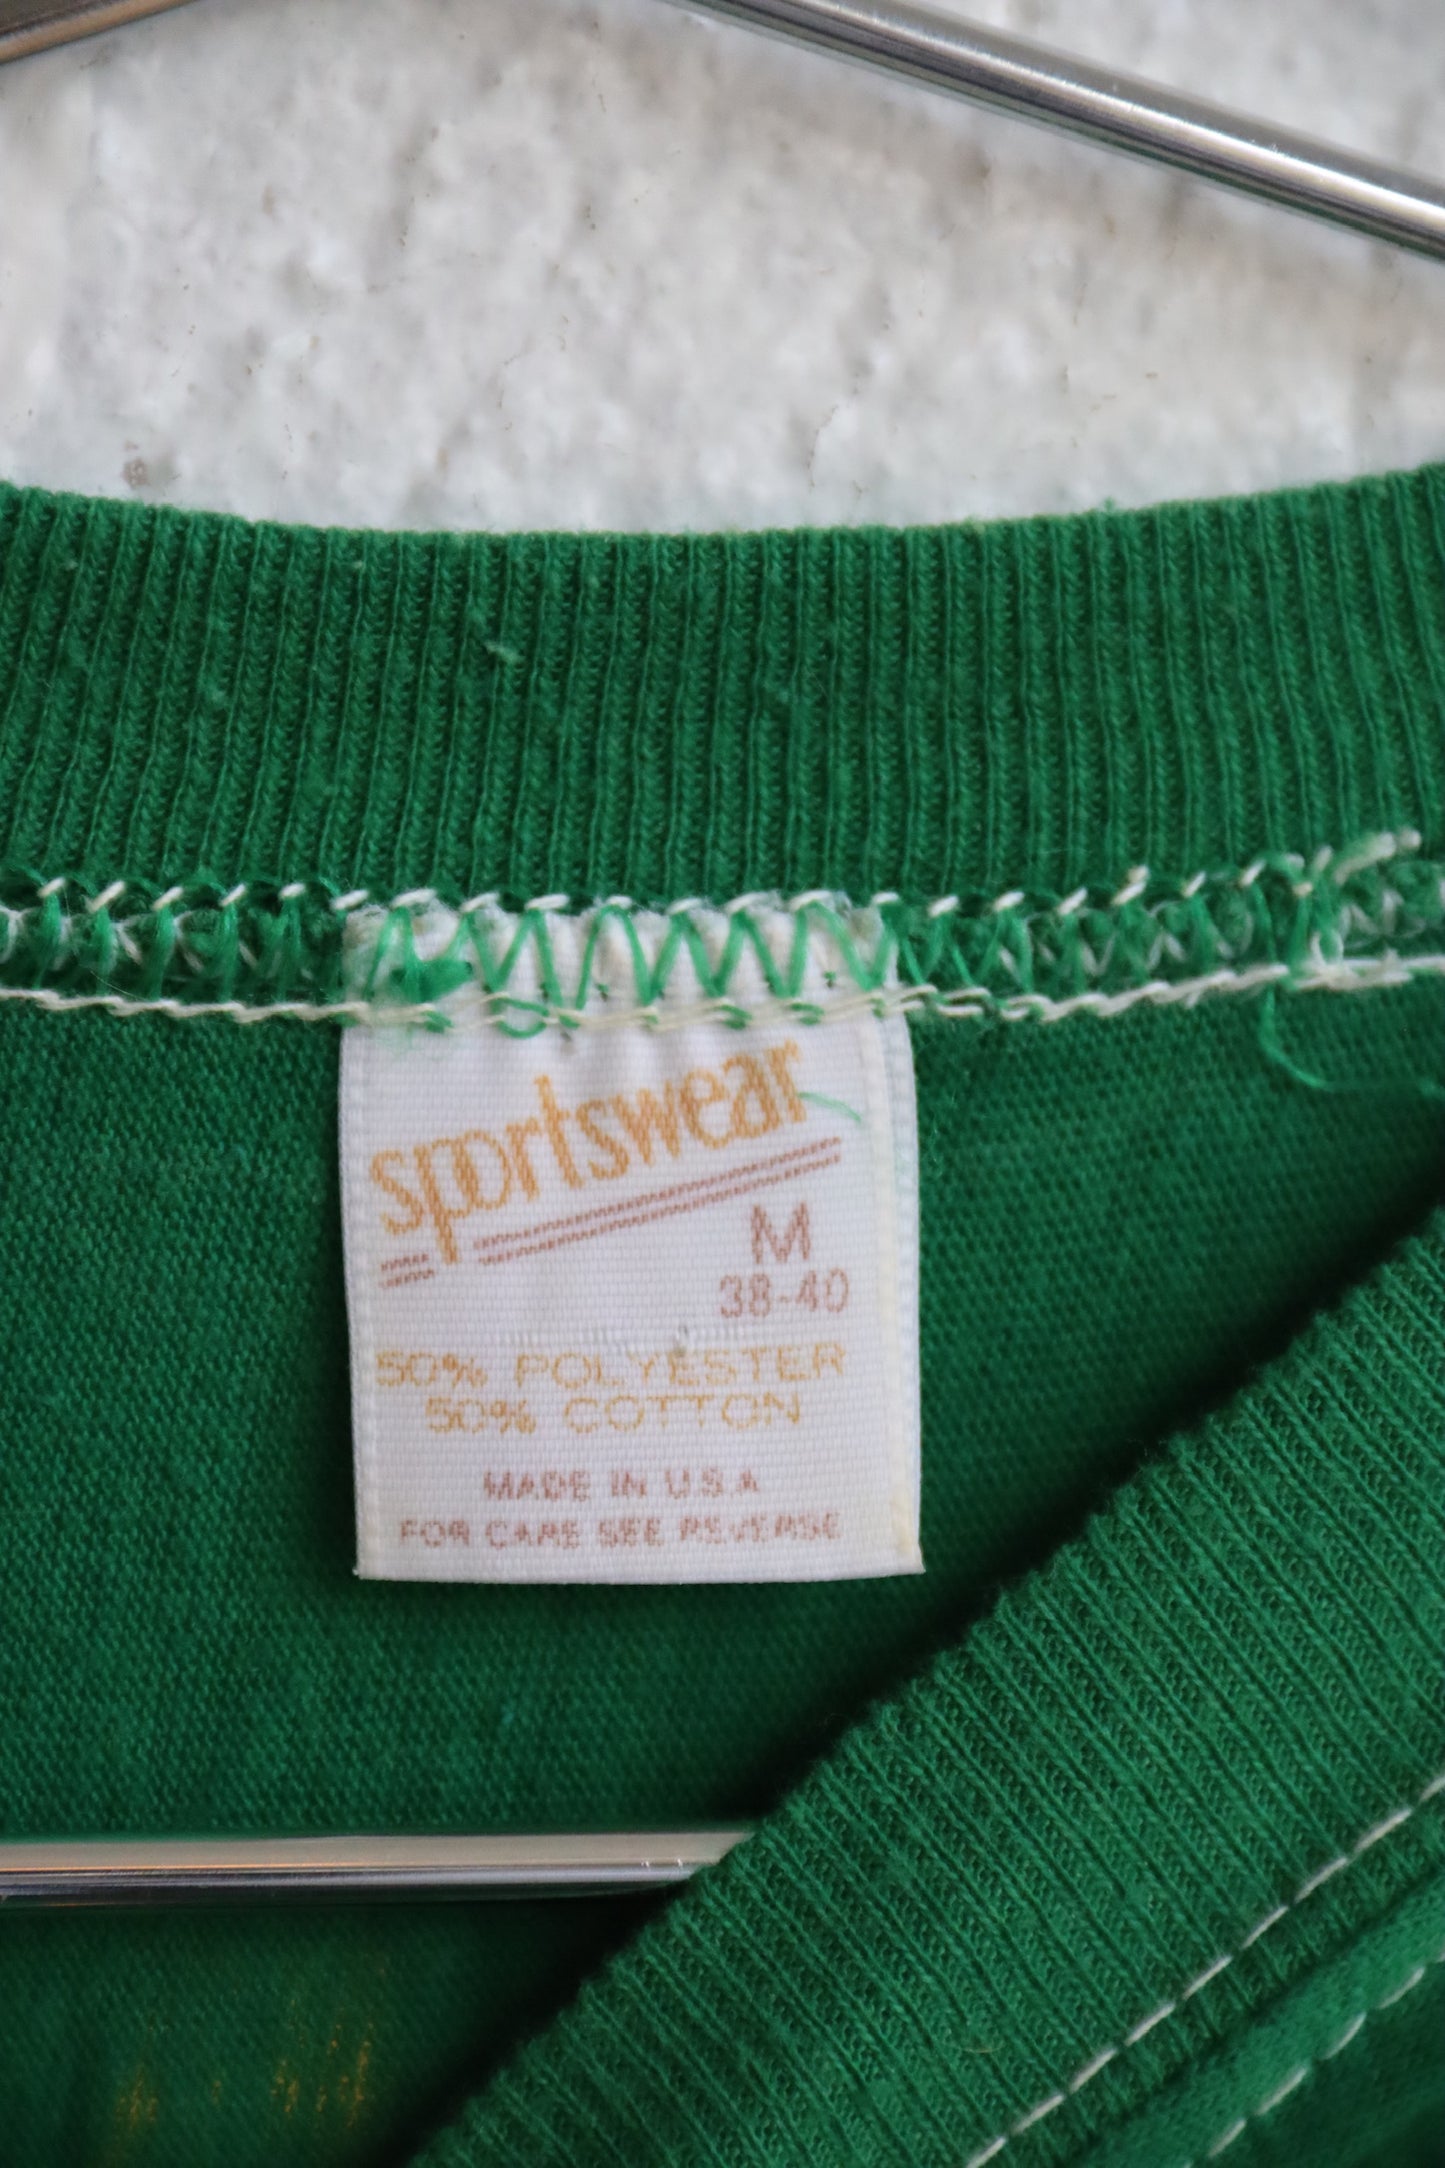 sportswear
M
38-40
50% POLYESTER
50% COTTON
MADE IN U.S.A
FOR CARE SEE REVERSE